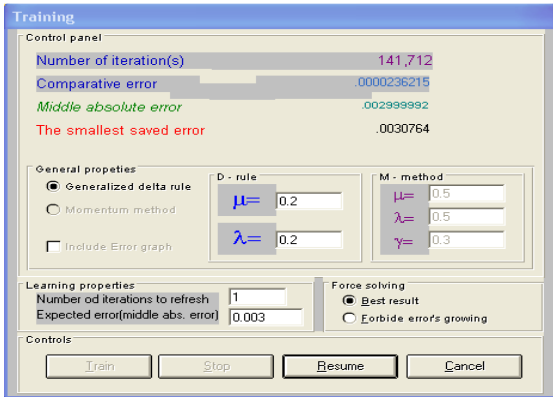 Training
Control panel
Number of iteration(s) 141,712
Comparative error .0000236215
Middle absolute error .002999992
The smallest saved error .0030764
General propeties
Generalized delta rule
Momentum method
Include Error graph
D - rule
μ= 0.2
λ= 0.2
M - method
μ= 0.5
λ= 0.5
γ= 0.3
Learning properties
Number od iterations to refresh 1
Expected error(middle abs. error) 0.003
Force solving
Best result
Forbide error's growing
Controls
Train Stop Resume Cancel